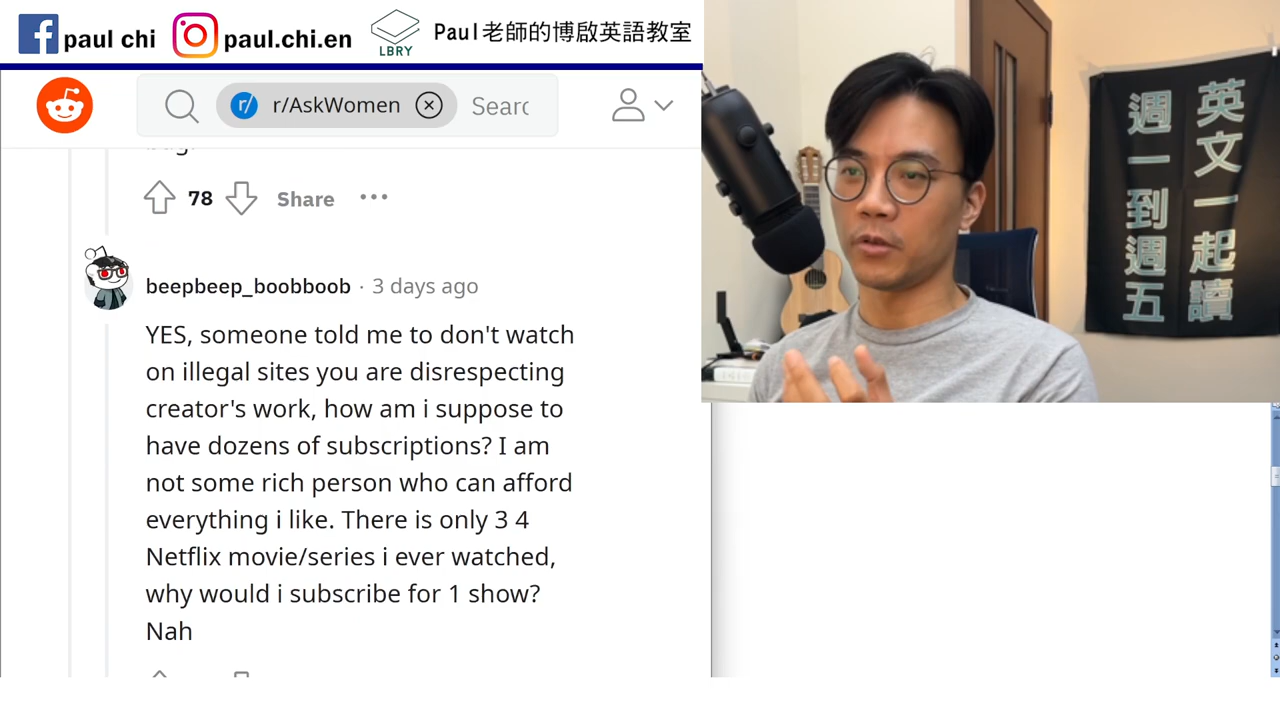 paul chi
paul.chi.en
LBRY
Paul老師的博啟英語教室
r/
r/AskWomen
Searc
78
Share
beepbeep_boobboob · 3 days ago
YES, someone told me to don't watch
on illegal sites you are disrespecting
creator's work, how am i suppose to
have dozens of subscriptions? I am
not some rich person who can afford
everything i like. There is only 3 4
Netflix movie/series i ever watched,
why would i subscribe for 1 show?
Nah
英文一起讀
週一到週五